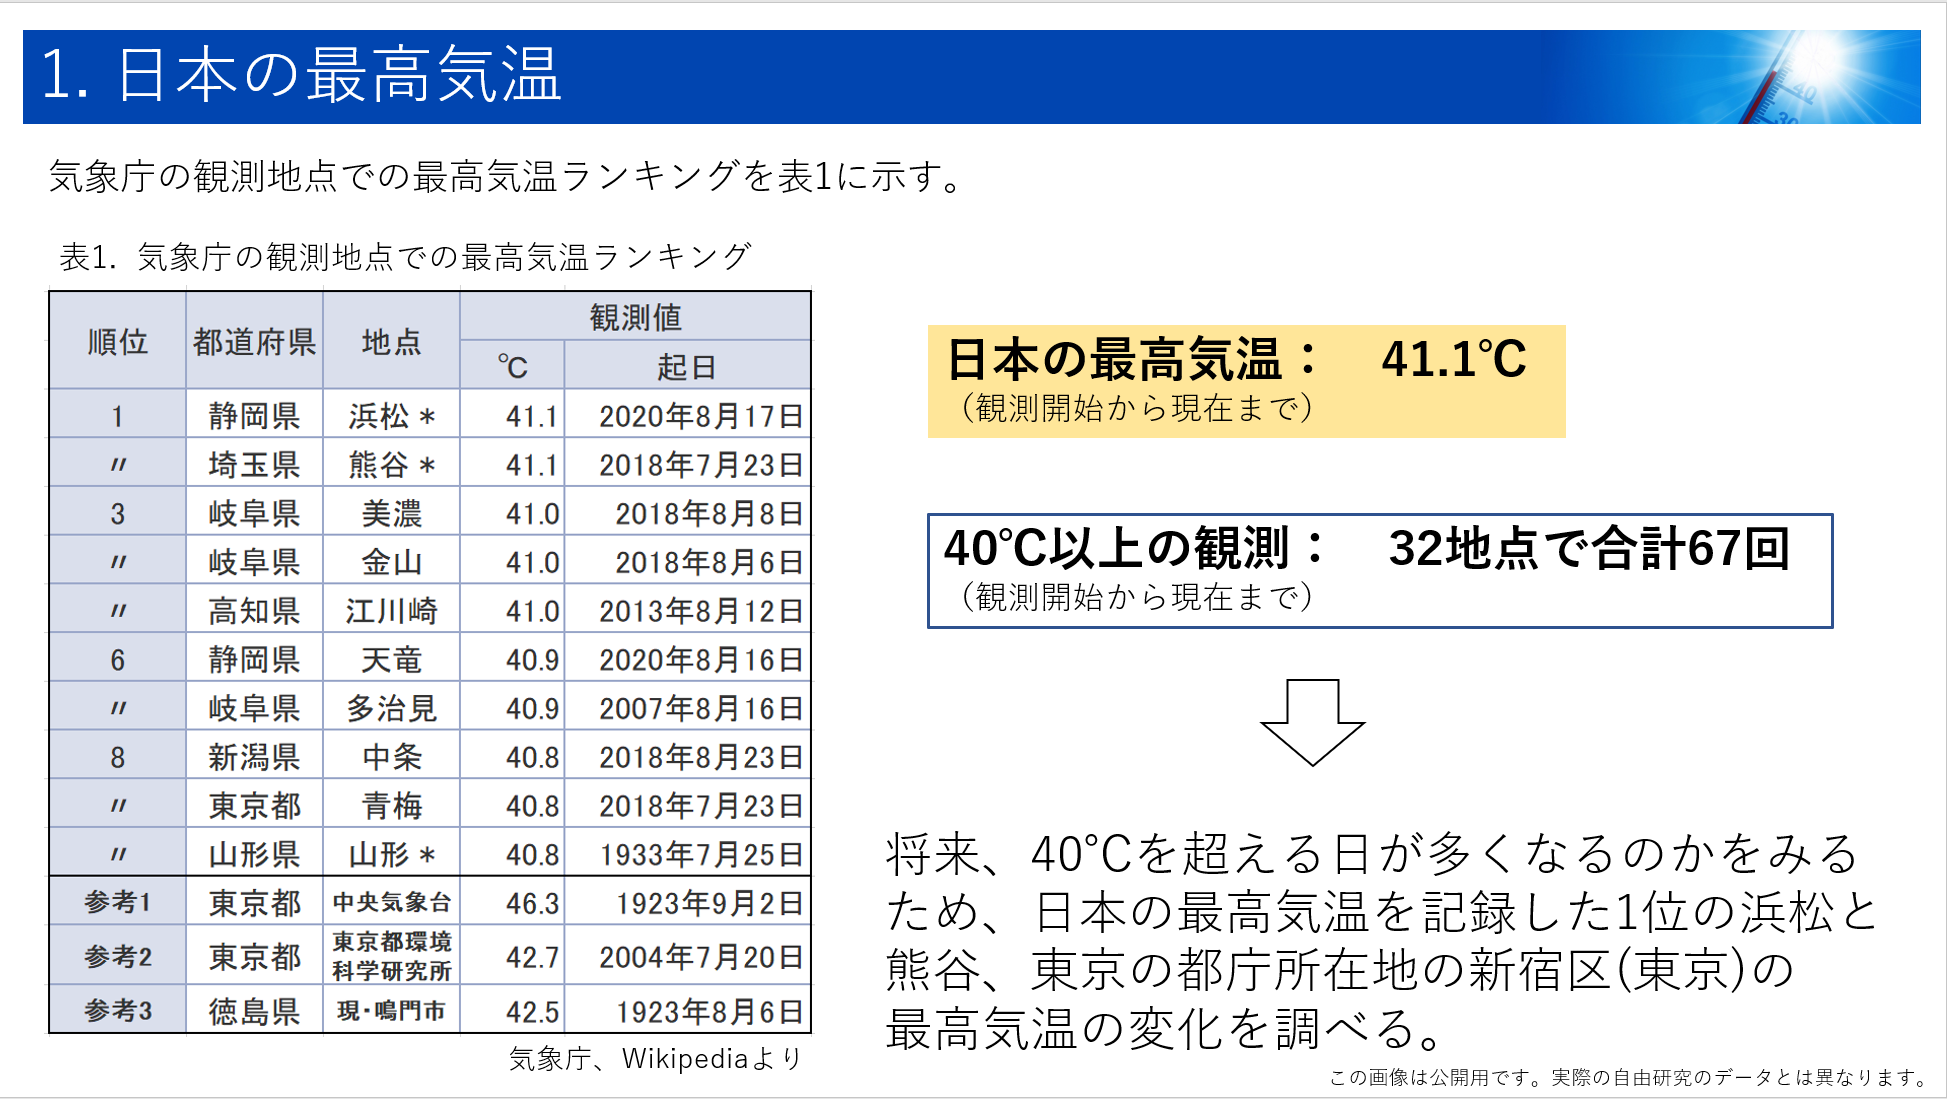 1. 日本の最高気温
40
30
気象庁の観測地点での最高気温ランキングを表1に示す。
表1. 気象庁の観測地点での最高気温ランキング
順位 都道府県 地点 観測値
℃ 起日
1 静岡県 浜松＊ 41.1 2020年8月17日
〃 埼玉県 熊谷＊ 41.1 2018年7月23日
3 岐阜県 美濃 41.0 2018年8月8日
〃 岐阜県 金山 41.0 2018年8月6日
〃 高知県 江川崎 41.0 2013年8月12日
6 静岡県 天竜 40.9 2020年8月16日
〃 岐阜県 多治見 40.9 2007年8月16日
8 新潟県 中条 40.8 2018年8月23日
〃 東京都 青梅 40.8 2018年7月23日
〃 山形県 山形＊ 40.8 1933年7月25日
参考1 東京都 中央気象台 46.3 1923年9月2日
参考2 東京都 東京都環境 42.7 2004年7月20日
科学研究所
参考3 徳島県 現・鳴門市 42.5 1923年8月6日
気象庁、Wikipediaより
日本の最高気温： 41.1℃
（観測開始から現在まで）
40℃以上の観測： 32地点で合計67回
（観測開始から現在まで）
将来、40℃を超える日が多くなるのかをみる
ため、日本の最高気温を記録した1位の浜松と
熊谷、東京の都庁所在地の新宿区(東京)の
最高気温の変化を調べる。
この画像は公開用です。実際の自由研究のデータとは異なります。